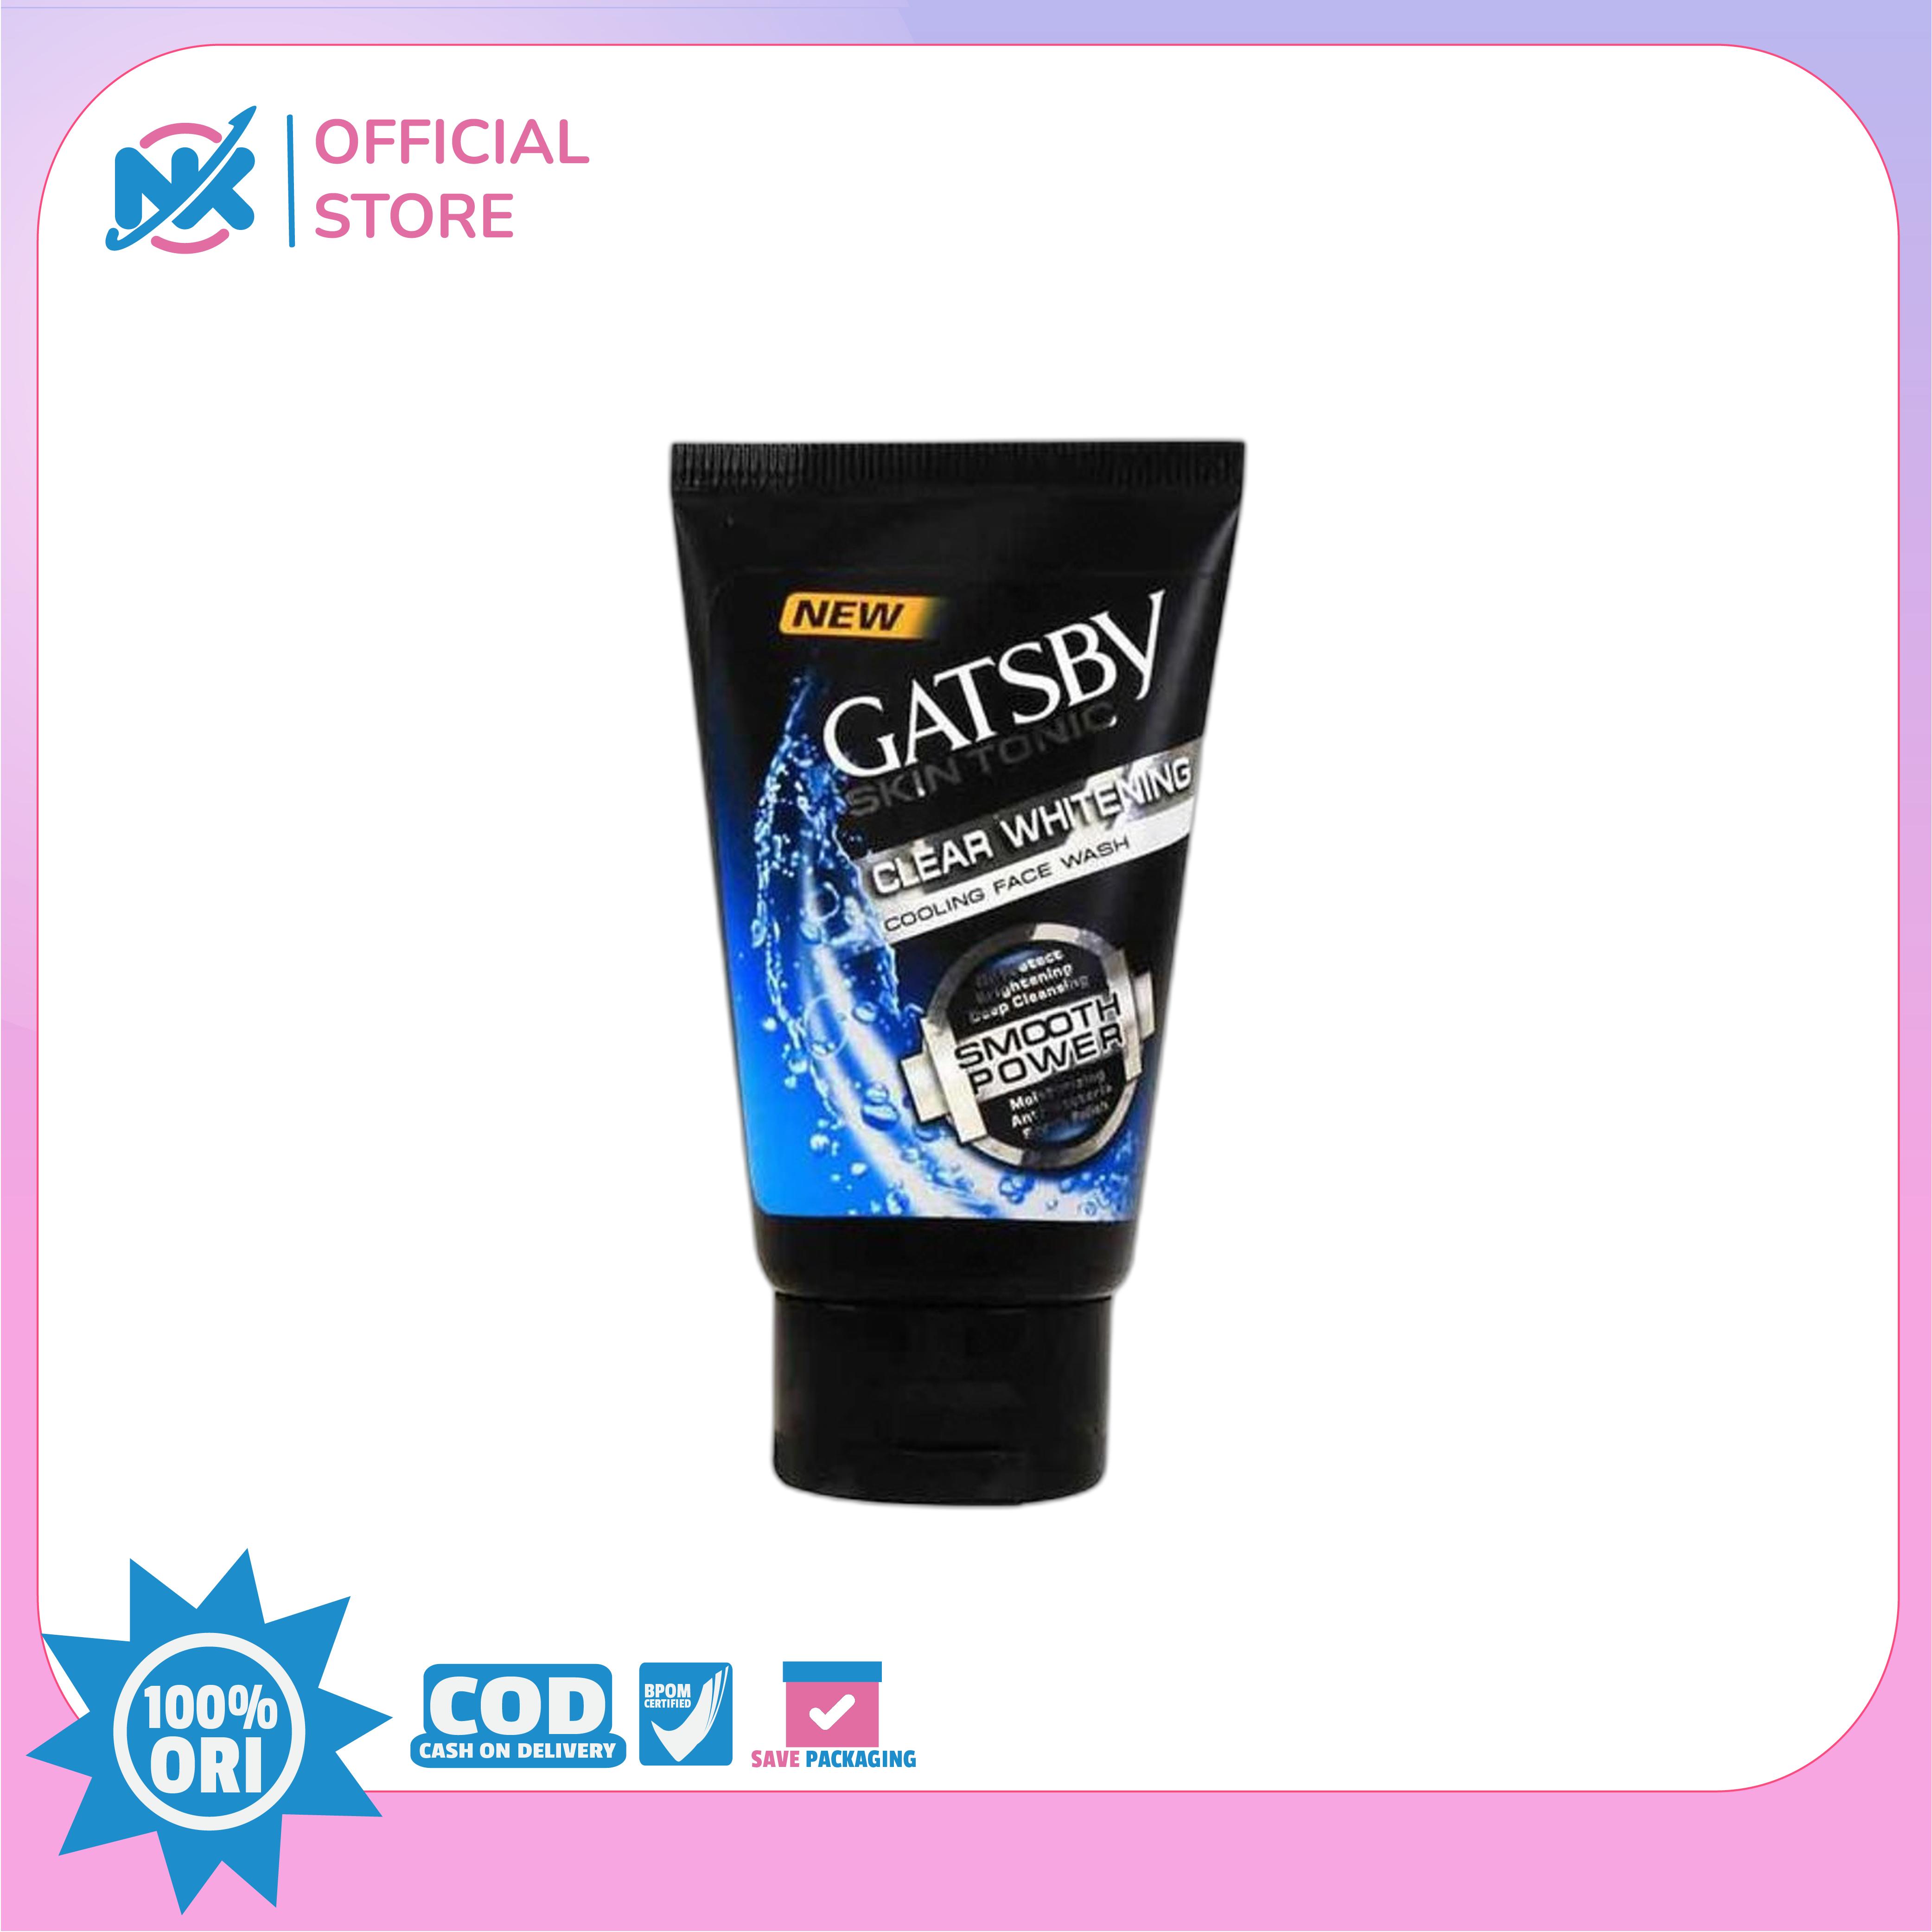 NK
OFFICIAL
STORE
NEW
GATSBY
SKIN TONIC
CLEAR WHITENING
COOLING FACE WASH
Brightening
Deep Cleansing
SMOOTH
POWER
100%
ORI
COD
CASH ON DELIVERY
BPOM
CERTIFIED
SAVE PACKAGING